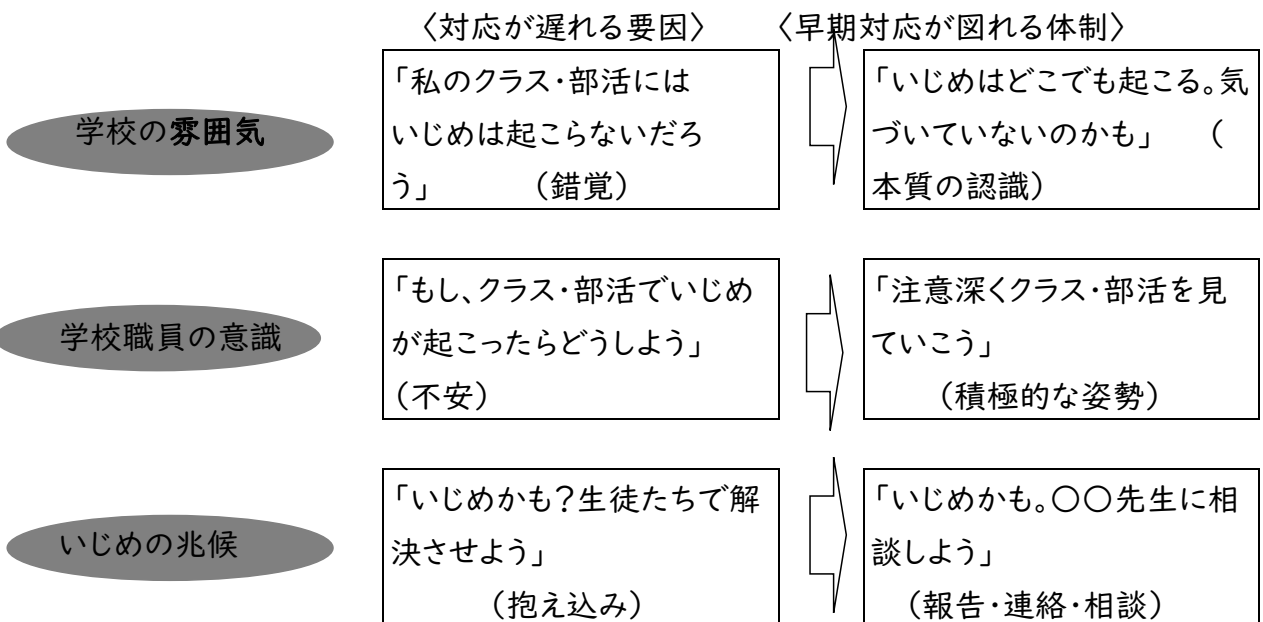 〈対応が遅れる要因〉　〈早期対応が図れる体制〉
学校の雰囲気
「私のクラス・部活には
いじめは起こらないだろ
う」　　　（錯覚）
「いじめはどこでも起こる。気
づいていないのかも」　（
本質の認識）
学校職員の意識
「もし、クラス・部活でいじめ
が起こったらどうしよう」
（不安）
「注意深くクラス・部活を見
ていこう」
（積極的な姿勢）
いじめの兆候
「いじめかも？生徒たちで解
決させよう」
（抱え込み）
「いじめかも。〇〇先生に相
談しよう」
（報告・連絡・相談）